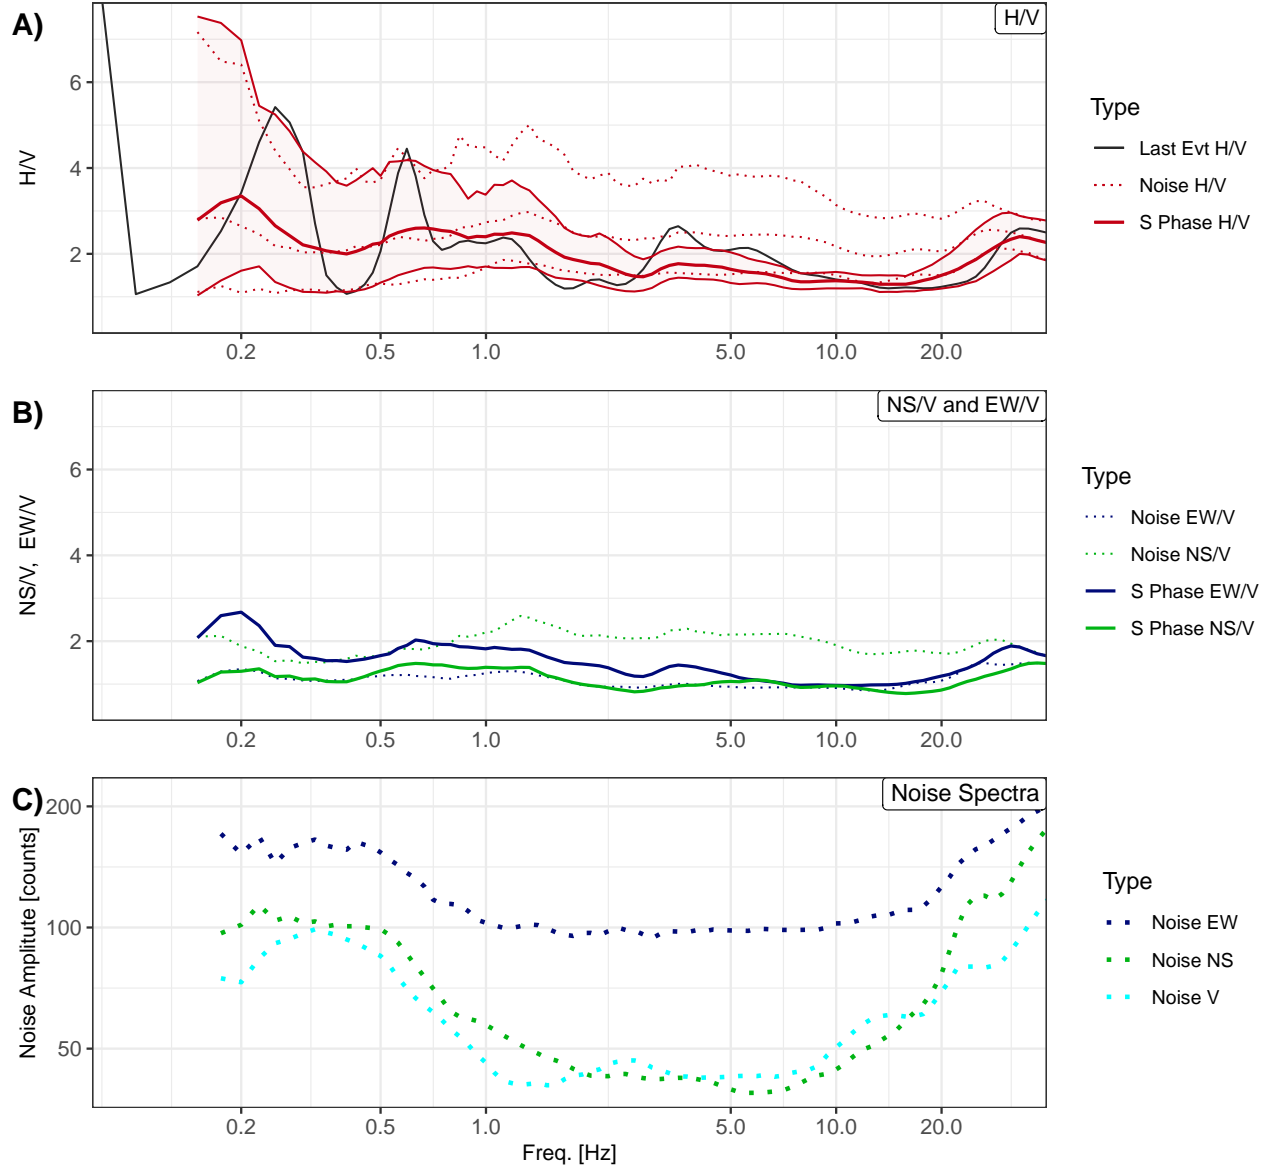 A)
H/V
6
4
2
H/V
0.2 0.5 1.0 5.0 10.0 20.0
Type
Last Evt H/V
Noise H/V
S Phase H/V
B)
NS/V and EW/V
6
4
2
NS/V, EW/V
0.2 0.5 1.0 5.0 10.0 20.0
Type
Noise EW/V
Noise NS/V
S Phase EW/V
S Phase NS/V
C)
Noise Spectra
200
100
50
Noise Amplitute [counts]
0.2 0.5 1.0 5.0 10.0 20.0
Freq. [Hz]
Type
Noise EW
Noise NS
Noise V